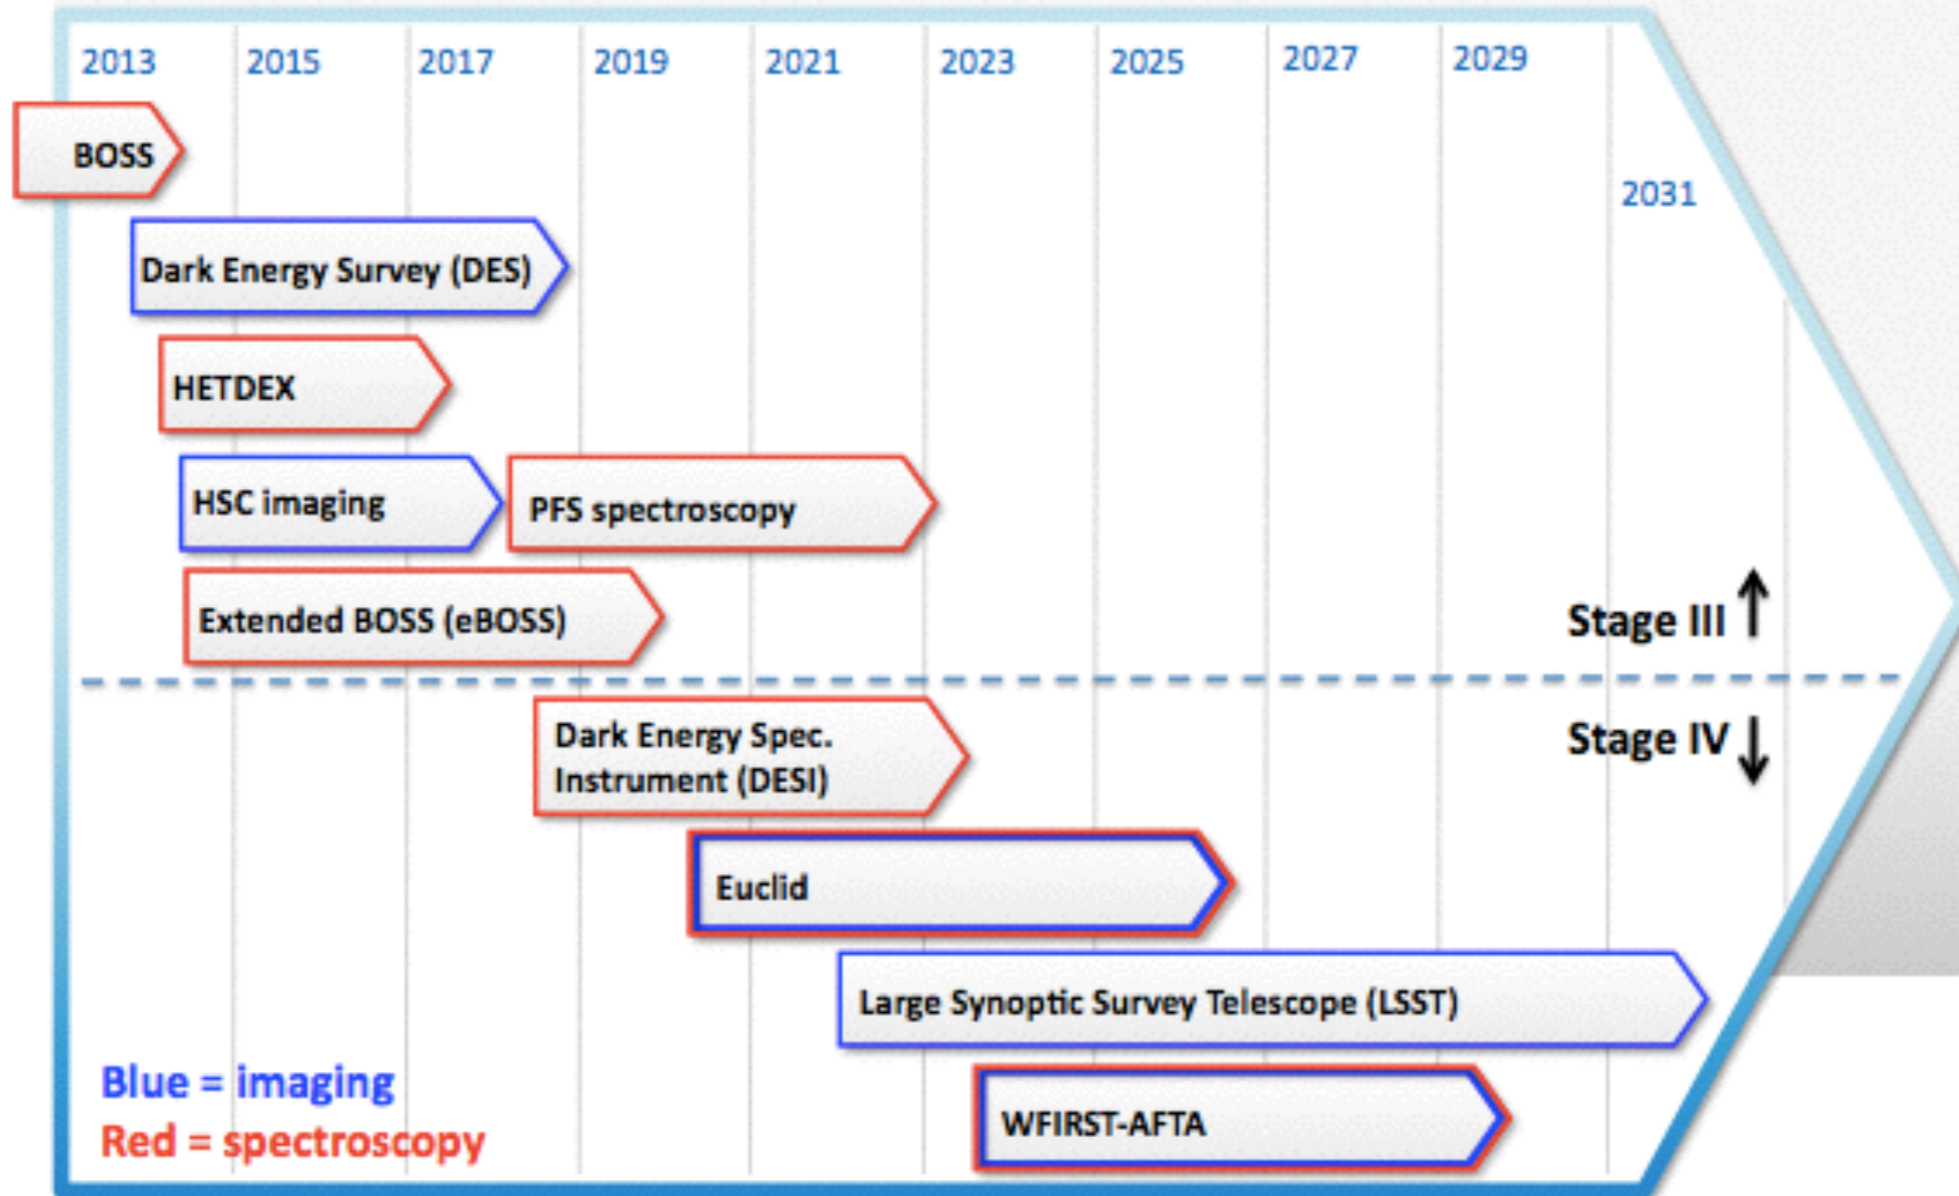 2013 2015 2017 2019 2021 2023 2025 2027 2029
BOSS
2031
Dark Energy Survey (DES)
HETDEX
HSC imaging PFS spectroscopy
Extended BOSS (eBOSS)
Stage III ↑
Dark Energy Spec.
Instrument (DESI)
Stage IV ↓
Euclid
Large Synoptic Survey Telescope (LSST)
Blue = imaging
WFIRST-AFTA
Red = spectroscopy